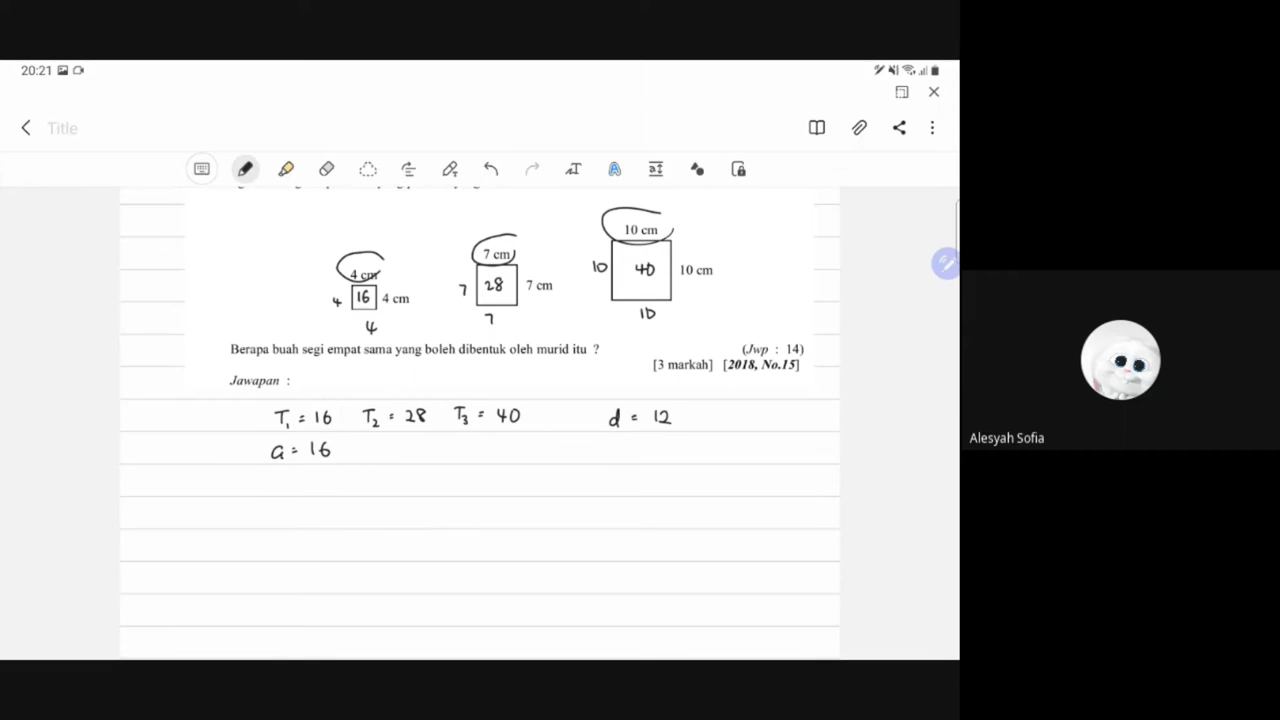 20:21
Title
10 cm
7 cm
10 40 10 cm
4 cm
7 28 7 cm
4 16 4 cm
10
7
4
Berapa buah segi empat sama yang boleh dibentuk oleh murid itu ? (Jwp : 14)
[3 markah] [2018, No.15]
Jawapan :
T₁ = 16 T₂ = 28 T₃ = 40 d = 12
a = 16
Alesyah Sofia